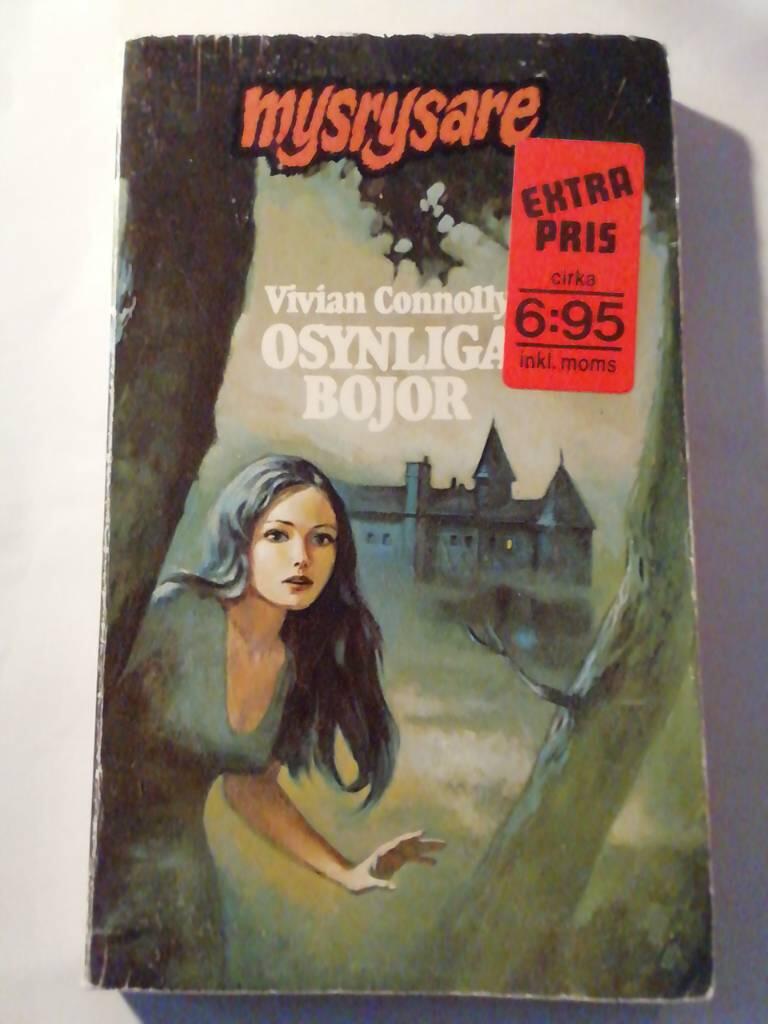 mysrysare
EXTRA
PRIS
cirka
6:95
inkl. moms
Vivian Connolly
OSYNLIGA
BOJOR